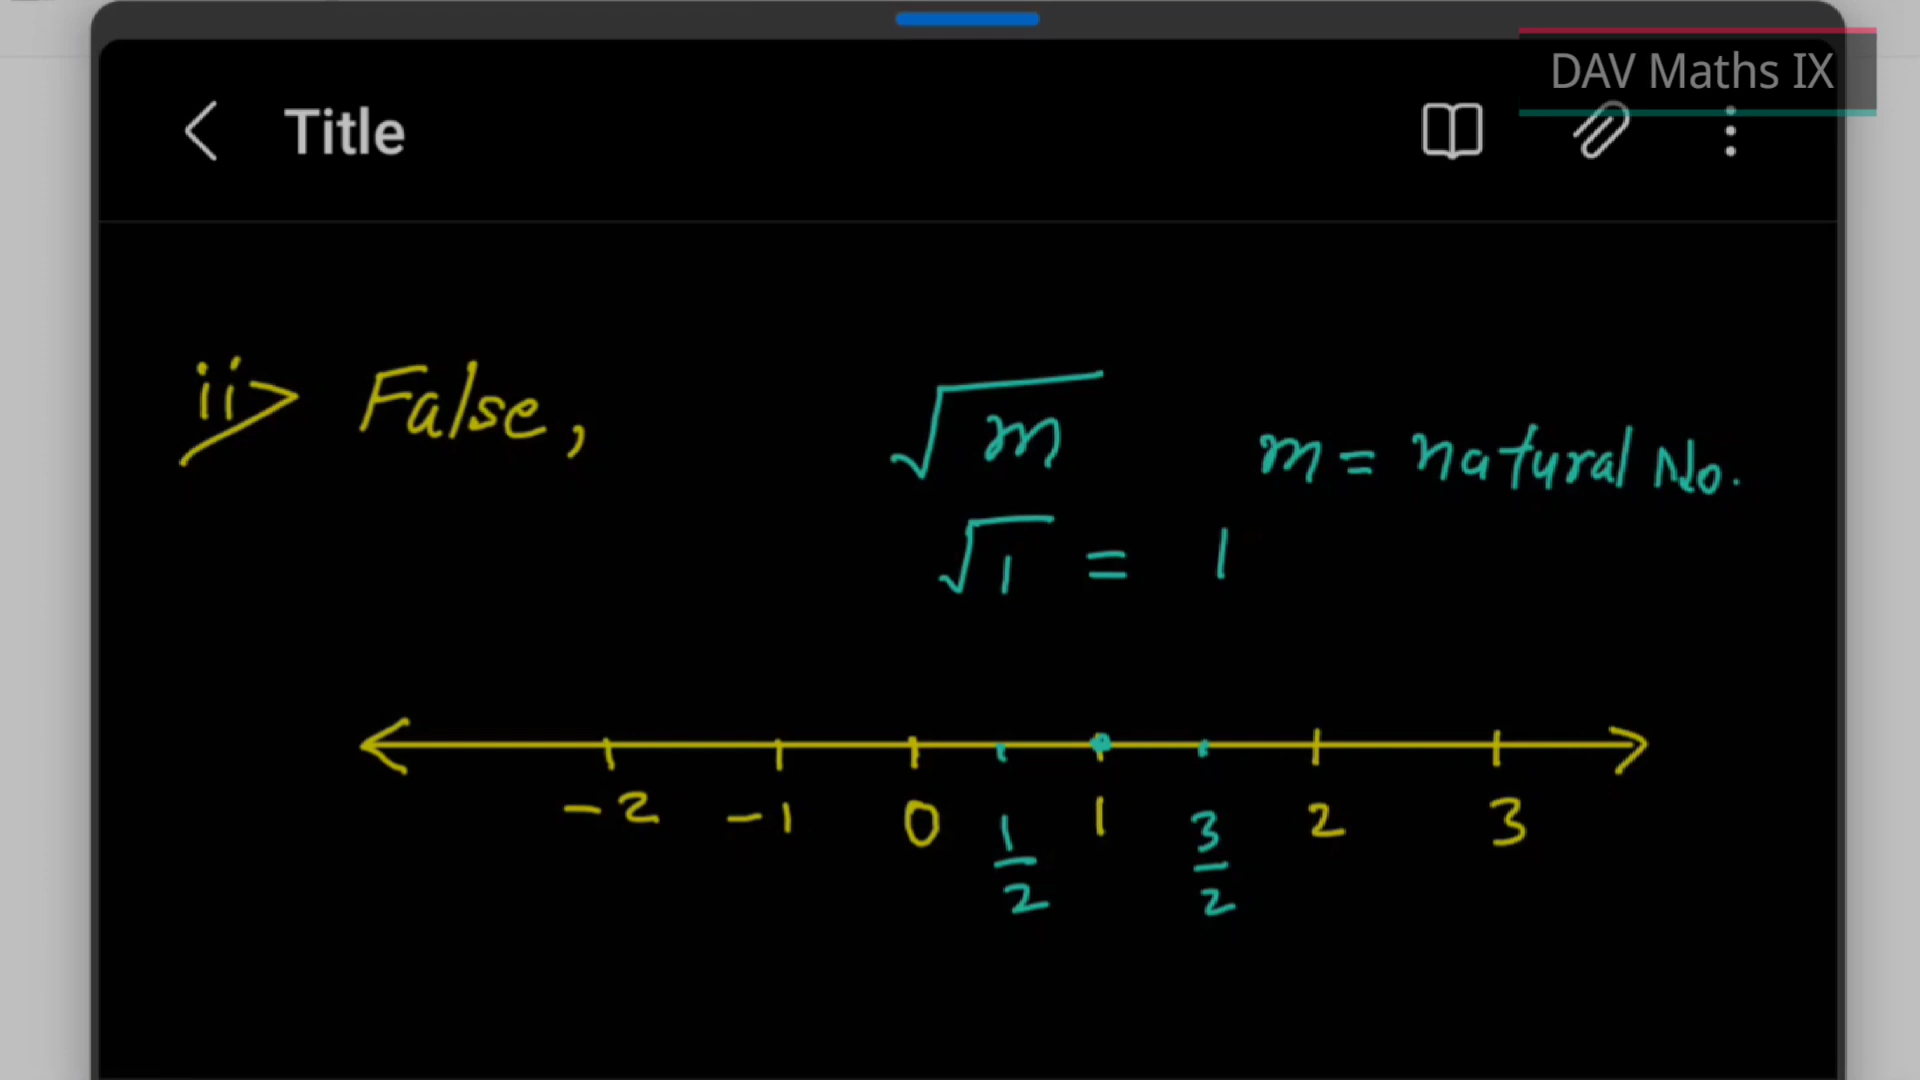 DAV Maths IX
Title
ii> False, √m m = natural No.
√1 = 1
-2 -1 0 1/2 1 3/2 2 3